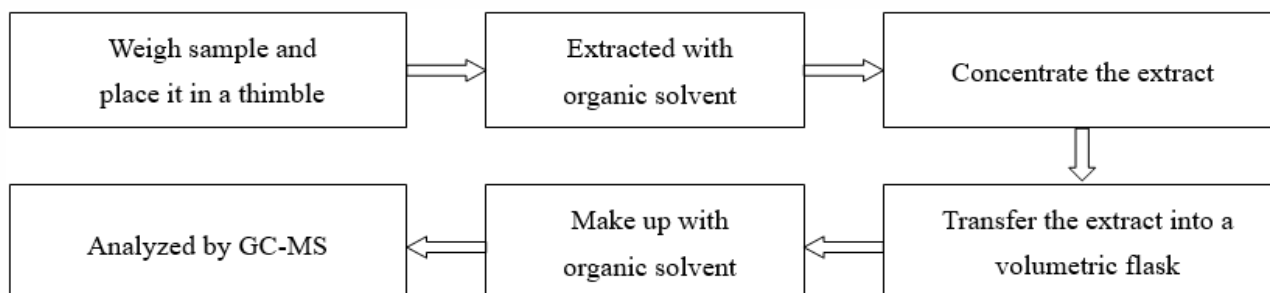 Weigh sample and
place it in a thimble
Extracted with
organic solvent
Concentrate the extract
Transfer the extract into a
volumetric flask
Make up with
organic solvent
Analyzed by GC-MS